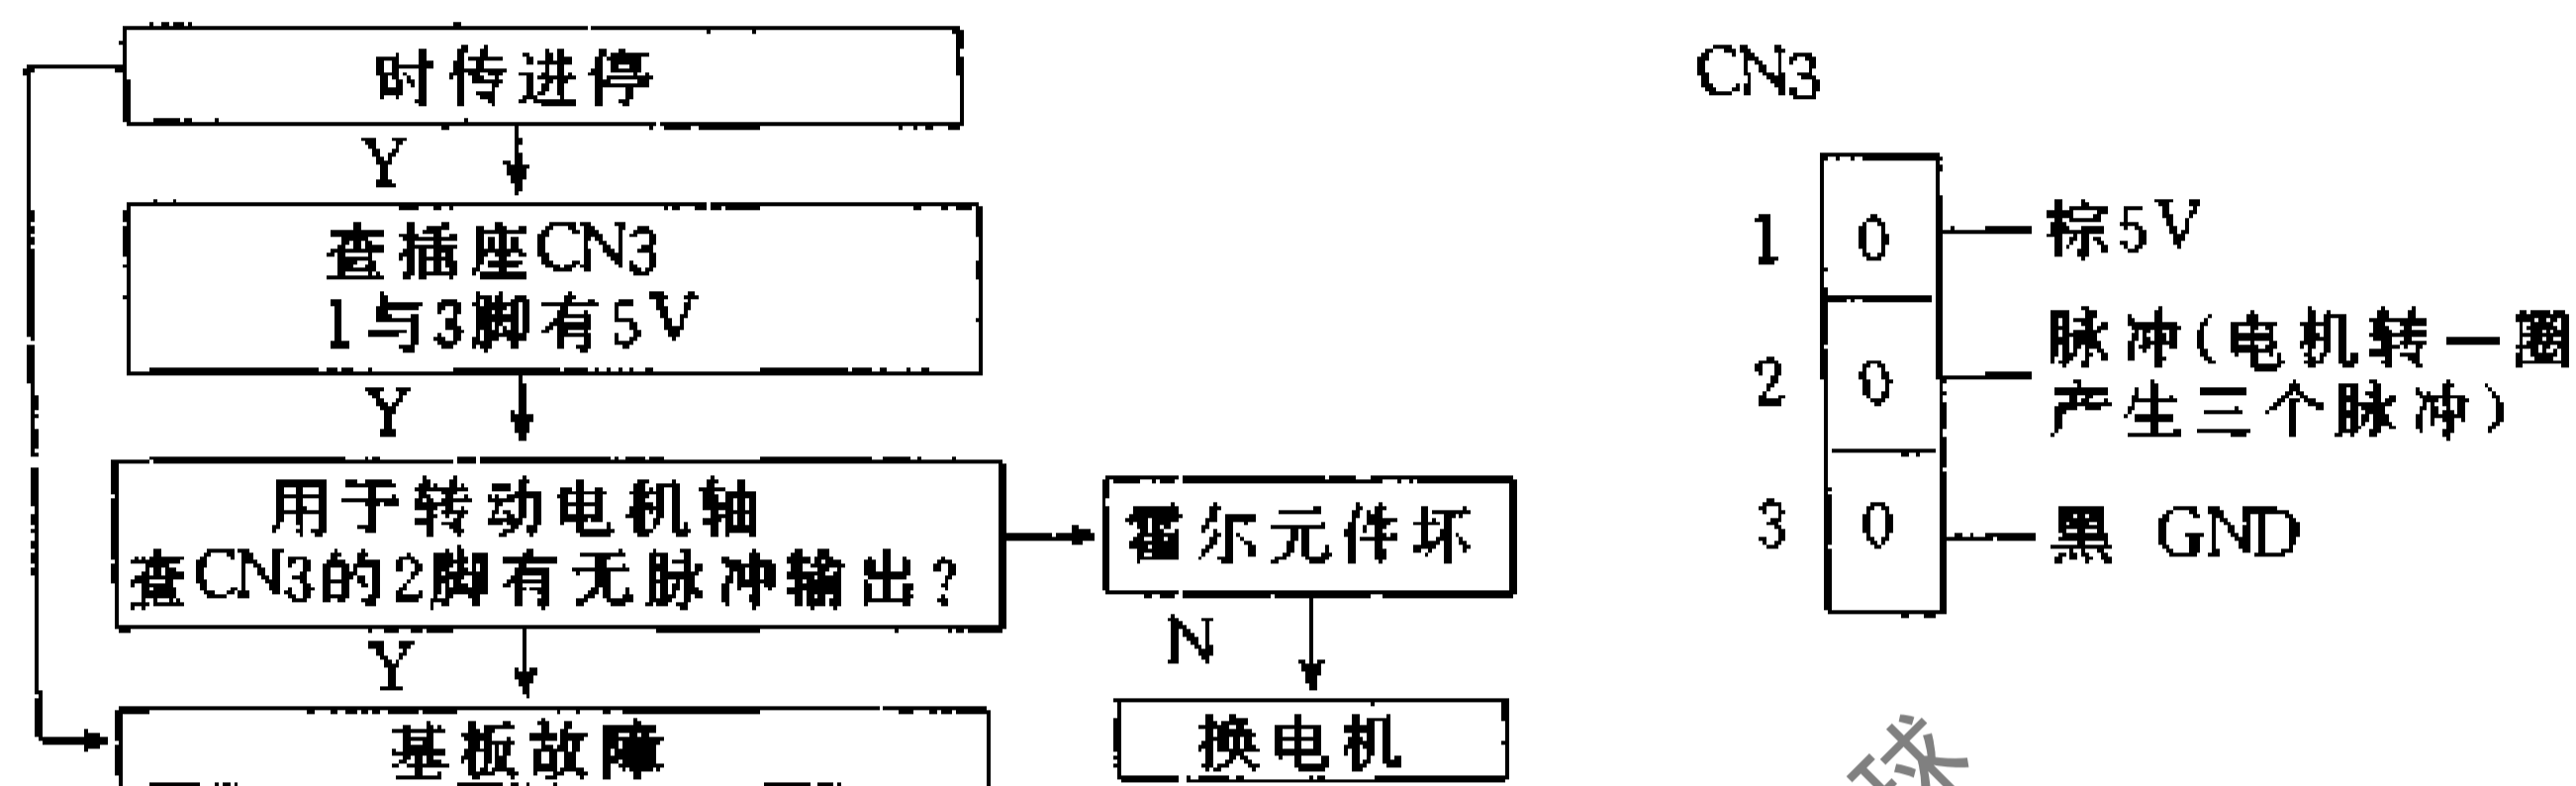 时传进停
Y
查插座CN3
1与3脚有5V
Y
用于转动电机轴
查CN3的2脚有无脉冲输出?
Y
基板故障
霍尔元件坏
N
换电机
CN3
1 0 棕5V
2 0 脉冲(电机转一圈
产生三个脉冲)
3 0 黑 GND
球